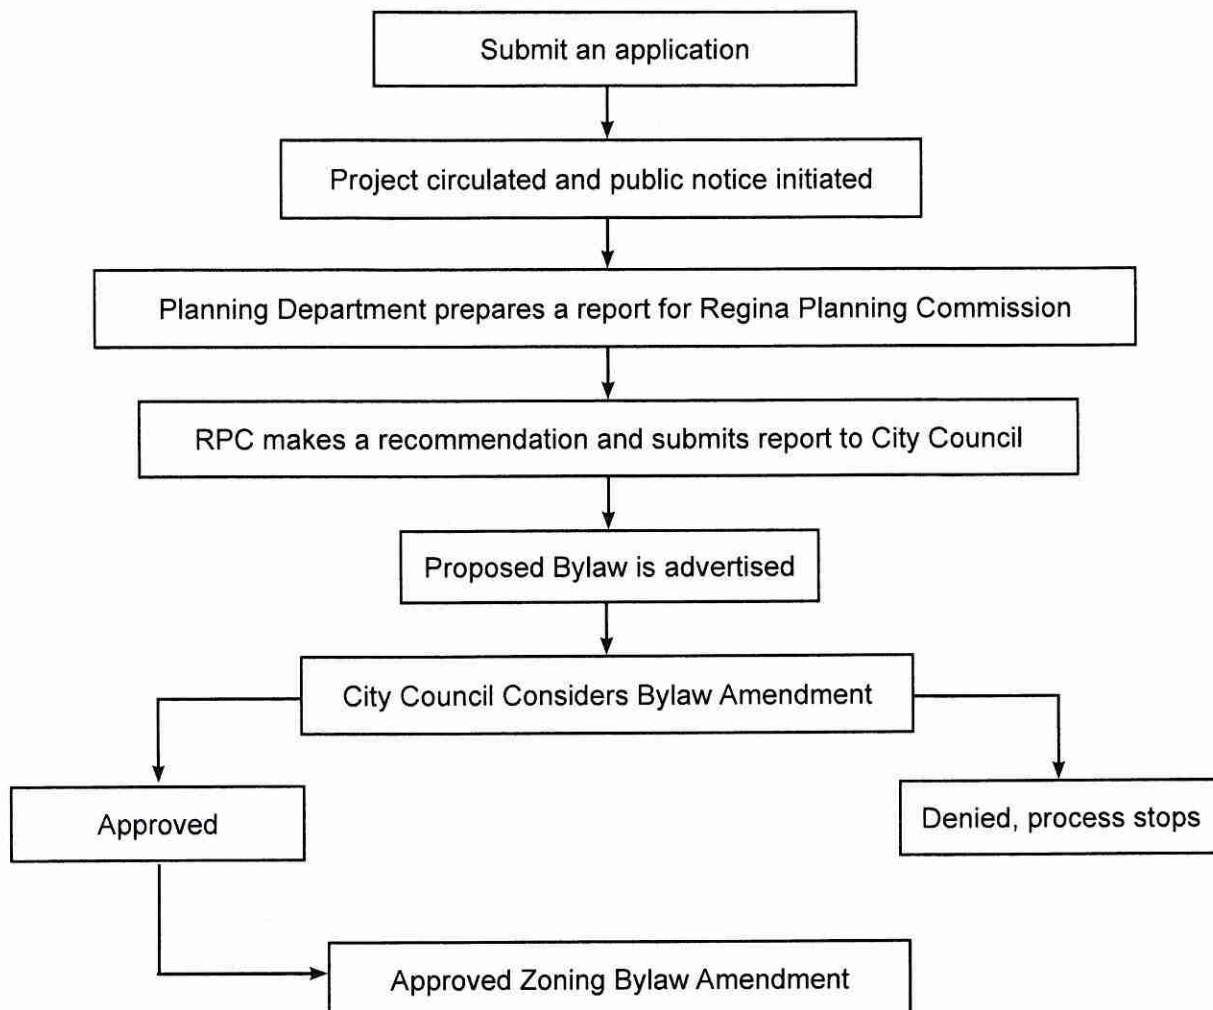 Submit an application
Project circulated and public notice initiated
Planning Department prepares a report for Regina Planning Commission
RPC makes a recommendation and submits report to City Council
Proposed Bylaw is advertised
City Council Considers Bylaw Amendment
Approved
Denied, process stops
Approved Zoning Bylaw Amendment